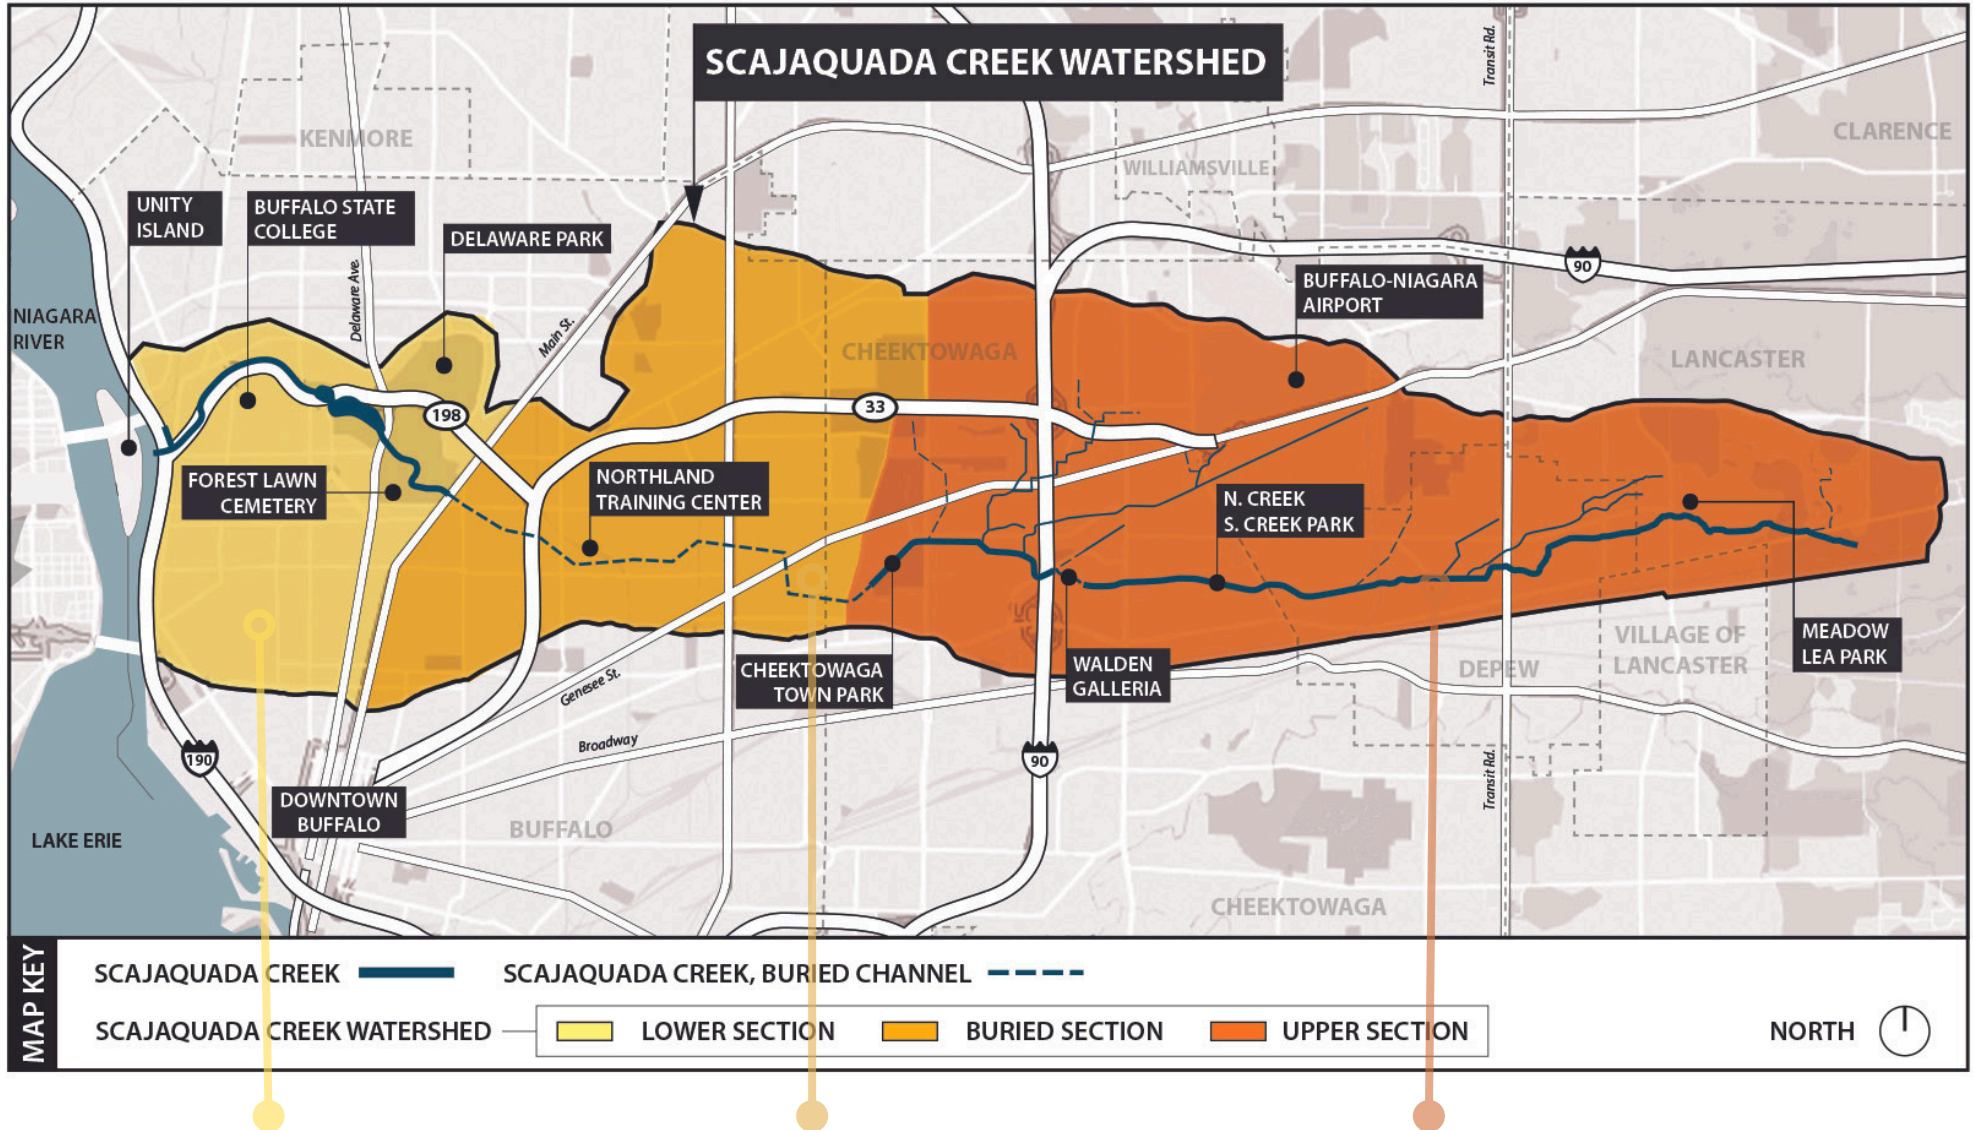 SCAJAQUADA CREEK WATERSHED
Transit Rd.
CLARENCE
KENMORE
WILLIAMSVILLE
UNITY
ISLAND
BUFFALO STATE
COLLEGE
DELAWARE PARK
90
BUFFALO-NIAGARA
AIRPORT
NIAGARA
RIVER
Delaware Ave.
Main St.
CHEEKTOWAGA
LANCASTER
198
33
FOREST LAWN
CEMETERY
NORTHLAND
TRAINING CENTER
N. CREEK
S. CREEK PARK
CHEEKTOWAGA
TOWN PARK
WALDEN
GALLERIA
DEPEW
VILLAGE OF
LANCASTER
MEADOW
LEA PARK
Genesee St.
Broadway
190
90
Transit Rd.
DOWNTOWN
BUFFALO
BUFFALO
LAKE ERIE
CHEEKTOWAGA
MAP KEY
SCAJAQUADA CREEK
SCAJAQUADA CREEK, BURIED CHANNEL
SCAJAQUADA CREEK WATERSHED
LOWER SECTION
BURIED SECTION
UPPER SECTION
NORTH